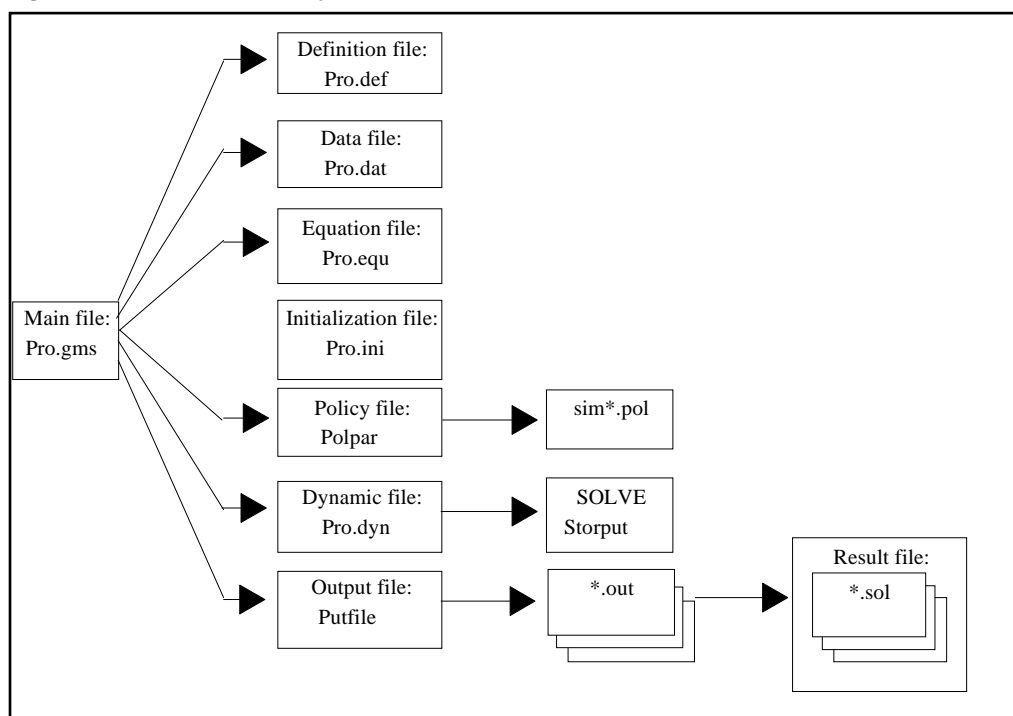 Definition file:
Pro.def
Data file:
Pro.dat
Equation file:
Pro.equ
Main file:
Pro.gms
Initialization file:
Pro.ini
Policy file:
Polpar
sim*.pol
Dynamic file:
Pro.dyn
SOLVE
Storput
Output file:
Putfile
*.out
Result file:
*.sol